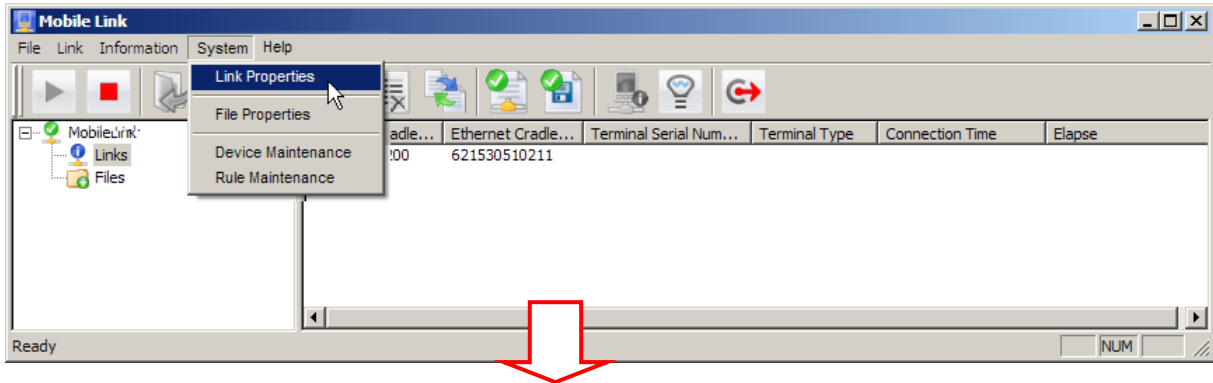 Mobile Link
File Link Information System Help
Link Properties
File Properties
Device Maintenance
Rule Maintenance
Links
Files
adle... Ethernet Cradle... Terminal Serial Num... Terminal Type Connection Time Elapse
621530510211
Ready
NUM